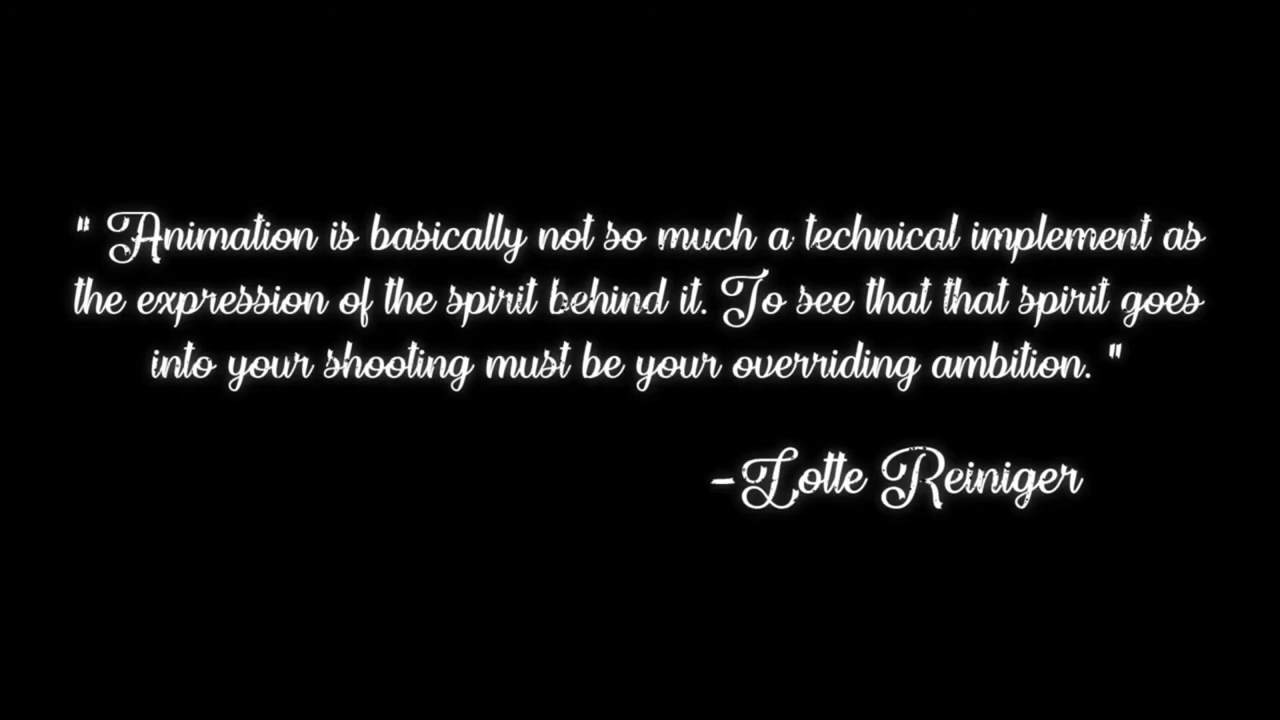 " Animation is basically not so much a technical implement as
the expression of the spirit behind it. To see that that spirit goes
into your shooting must be your overriding ambition. "
-Lotte Reiniger